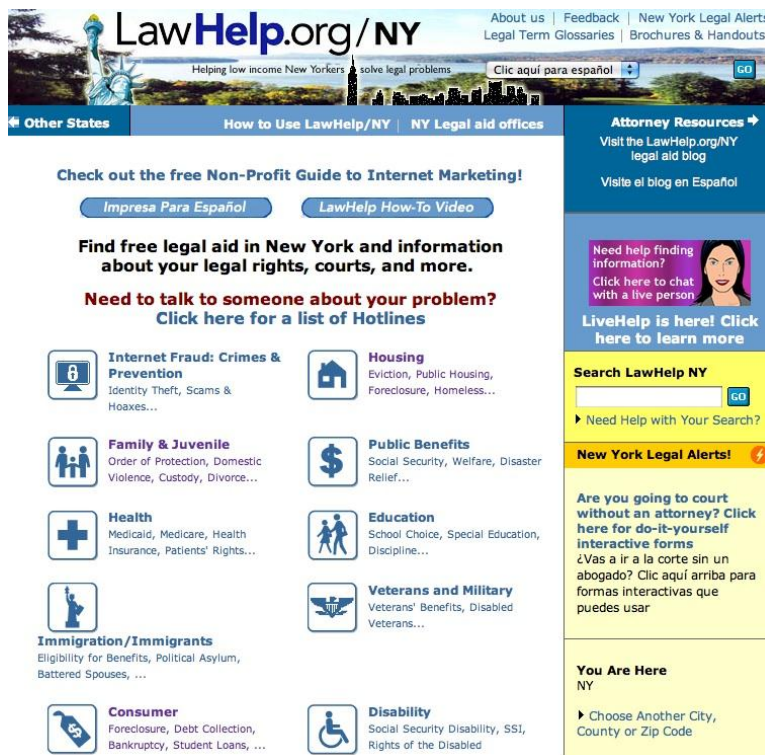 LawHelp.org/NY
About us | Feedback | New York Legal Alerts
Legal Term Glossaries | Brochures & Handouts
Helping low income New Yorkers solve legal problems
Clic aquí para español
GO
Other States
How to Use LawHelp/NY | NY Legal aid offices
Attorney Resources
Visit the LawHelp.org/NY
legal aid blog
Visite el blog en Español
Check out the free Non-Profit Guide to Internet Marketing!
Impresa Para Español
LawHelp How-To Video
Find free legal aid in New York and information
about your legal rights, courts, and more.
Need to talk to someone about your problem?
Click here for a list of Hotlines
Internet Fraud: Crimes &
Prevention
Identity Theft, Scams &
Hoaxes...
Housing
Eviction, Public Housing,
Foreclosure, Homeless...
Family & Juvenile
Order of Protection, Domestic
Violence, Custody, Divorce...
Public Benefits
Social Security, Welfare, Disaster
Relief...
Health
Medicaid, Medicare, Health
Insurance, Patients' Rights...
Education
School Choice, Special Education,
Discipline...
Immigration/Immigrants
Eligibility for Benefits, Political Asylum,
Battered Spouses, ...
Veterans and Military
Veterans' Benefits, Disabled
Veterans...
Consumer
Foreclosure, Debt Collection,
Bankruptcy, Student Loans, ...
Disability
Social Security Disability, SSI,
Rights of the Disabled
Need help finding
information?
Click here to chat
with a live person
LiveHelp is here! Click
here to learn more
Search LawHelp NY
GO
Need Help with Your Search?
New York Legal Alerts!
Are you going to court
without an attorney? Click
here for do-it-yourself
interactive forms
¿Vas a ir a la corte sin un
abogado? Clic aquí arriba para
formas interactivas que
puedes usar
You Are Here
NY
Choose Another City,
County or Zip Code